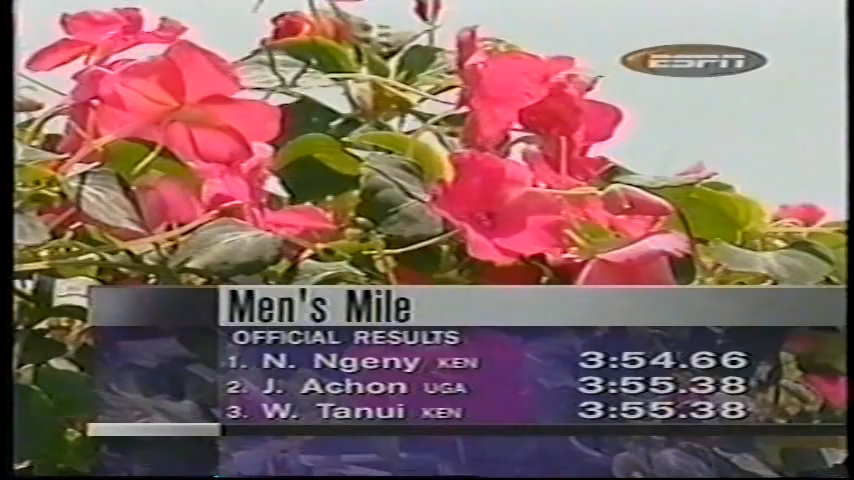 ESPN
Men's Mile
OFFICIAL RESULTS
1. N. Ngeny KEN 3:54.66
2. J. Achon UGA 3:55.38
3. W. Tanui KEN 3:55.38